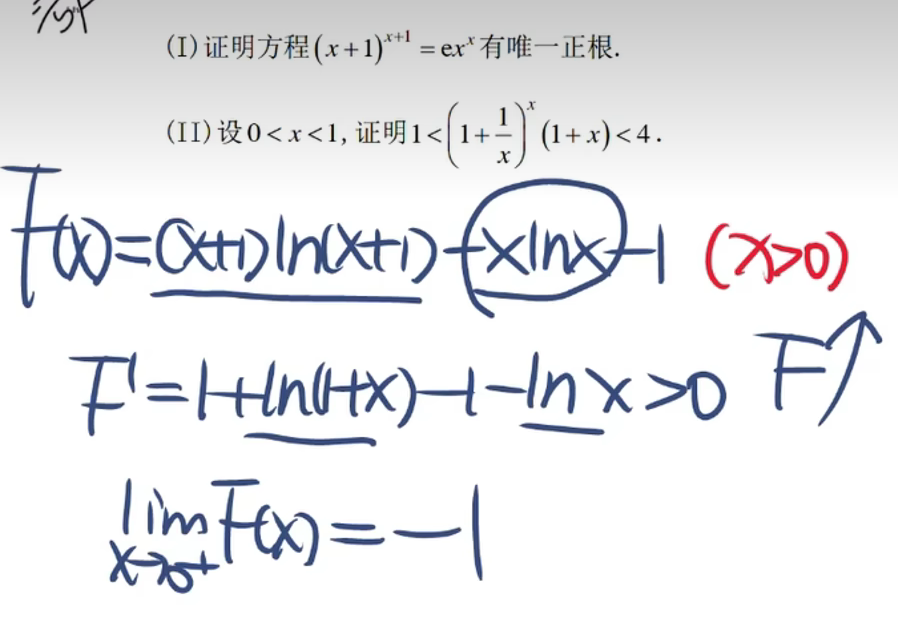 (I) 证明方程 (x+1)^{x+1} = ex^x 有唯一正根.
(II) 设 0<x<1, 证明 1<(1+\frac{1}{x})^x (1+x)<4.
F(x)=(x+1)ln(x+1)-xlnx-1 (x>0)
F'=1+ln(1+x)-1-lnx>0 F↗
lim_{x→0+} F(x)=-1